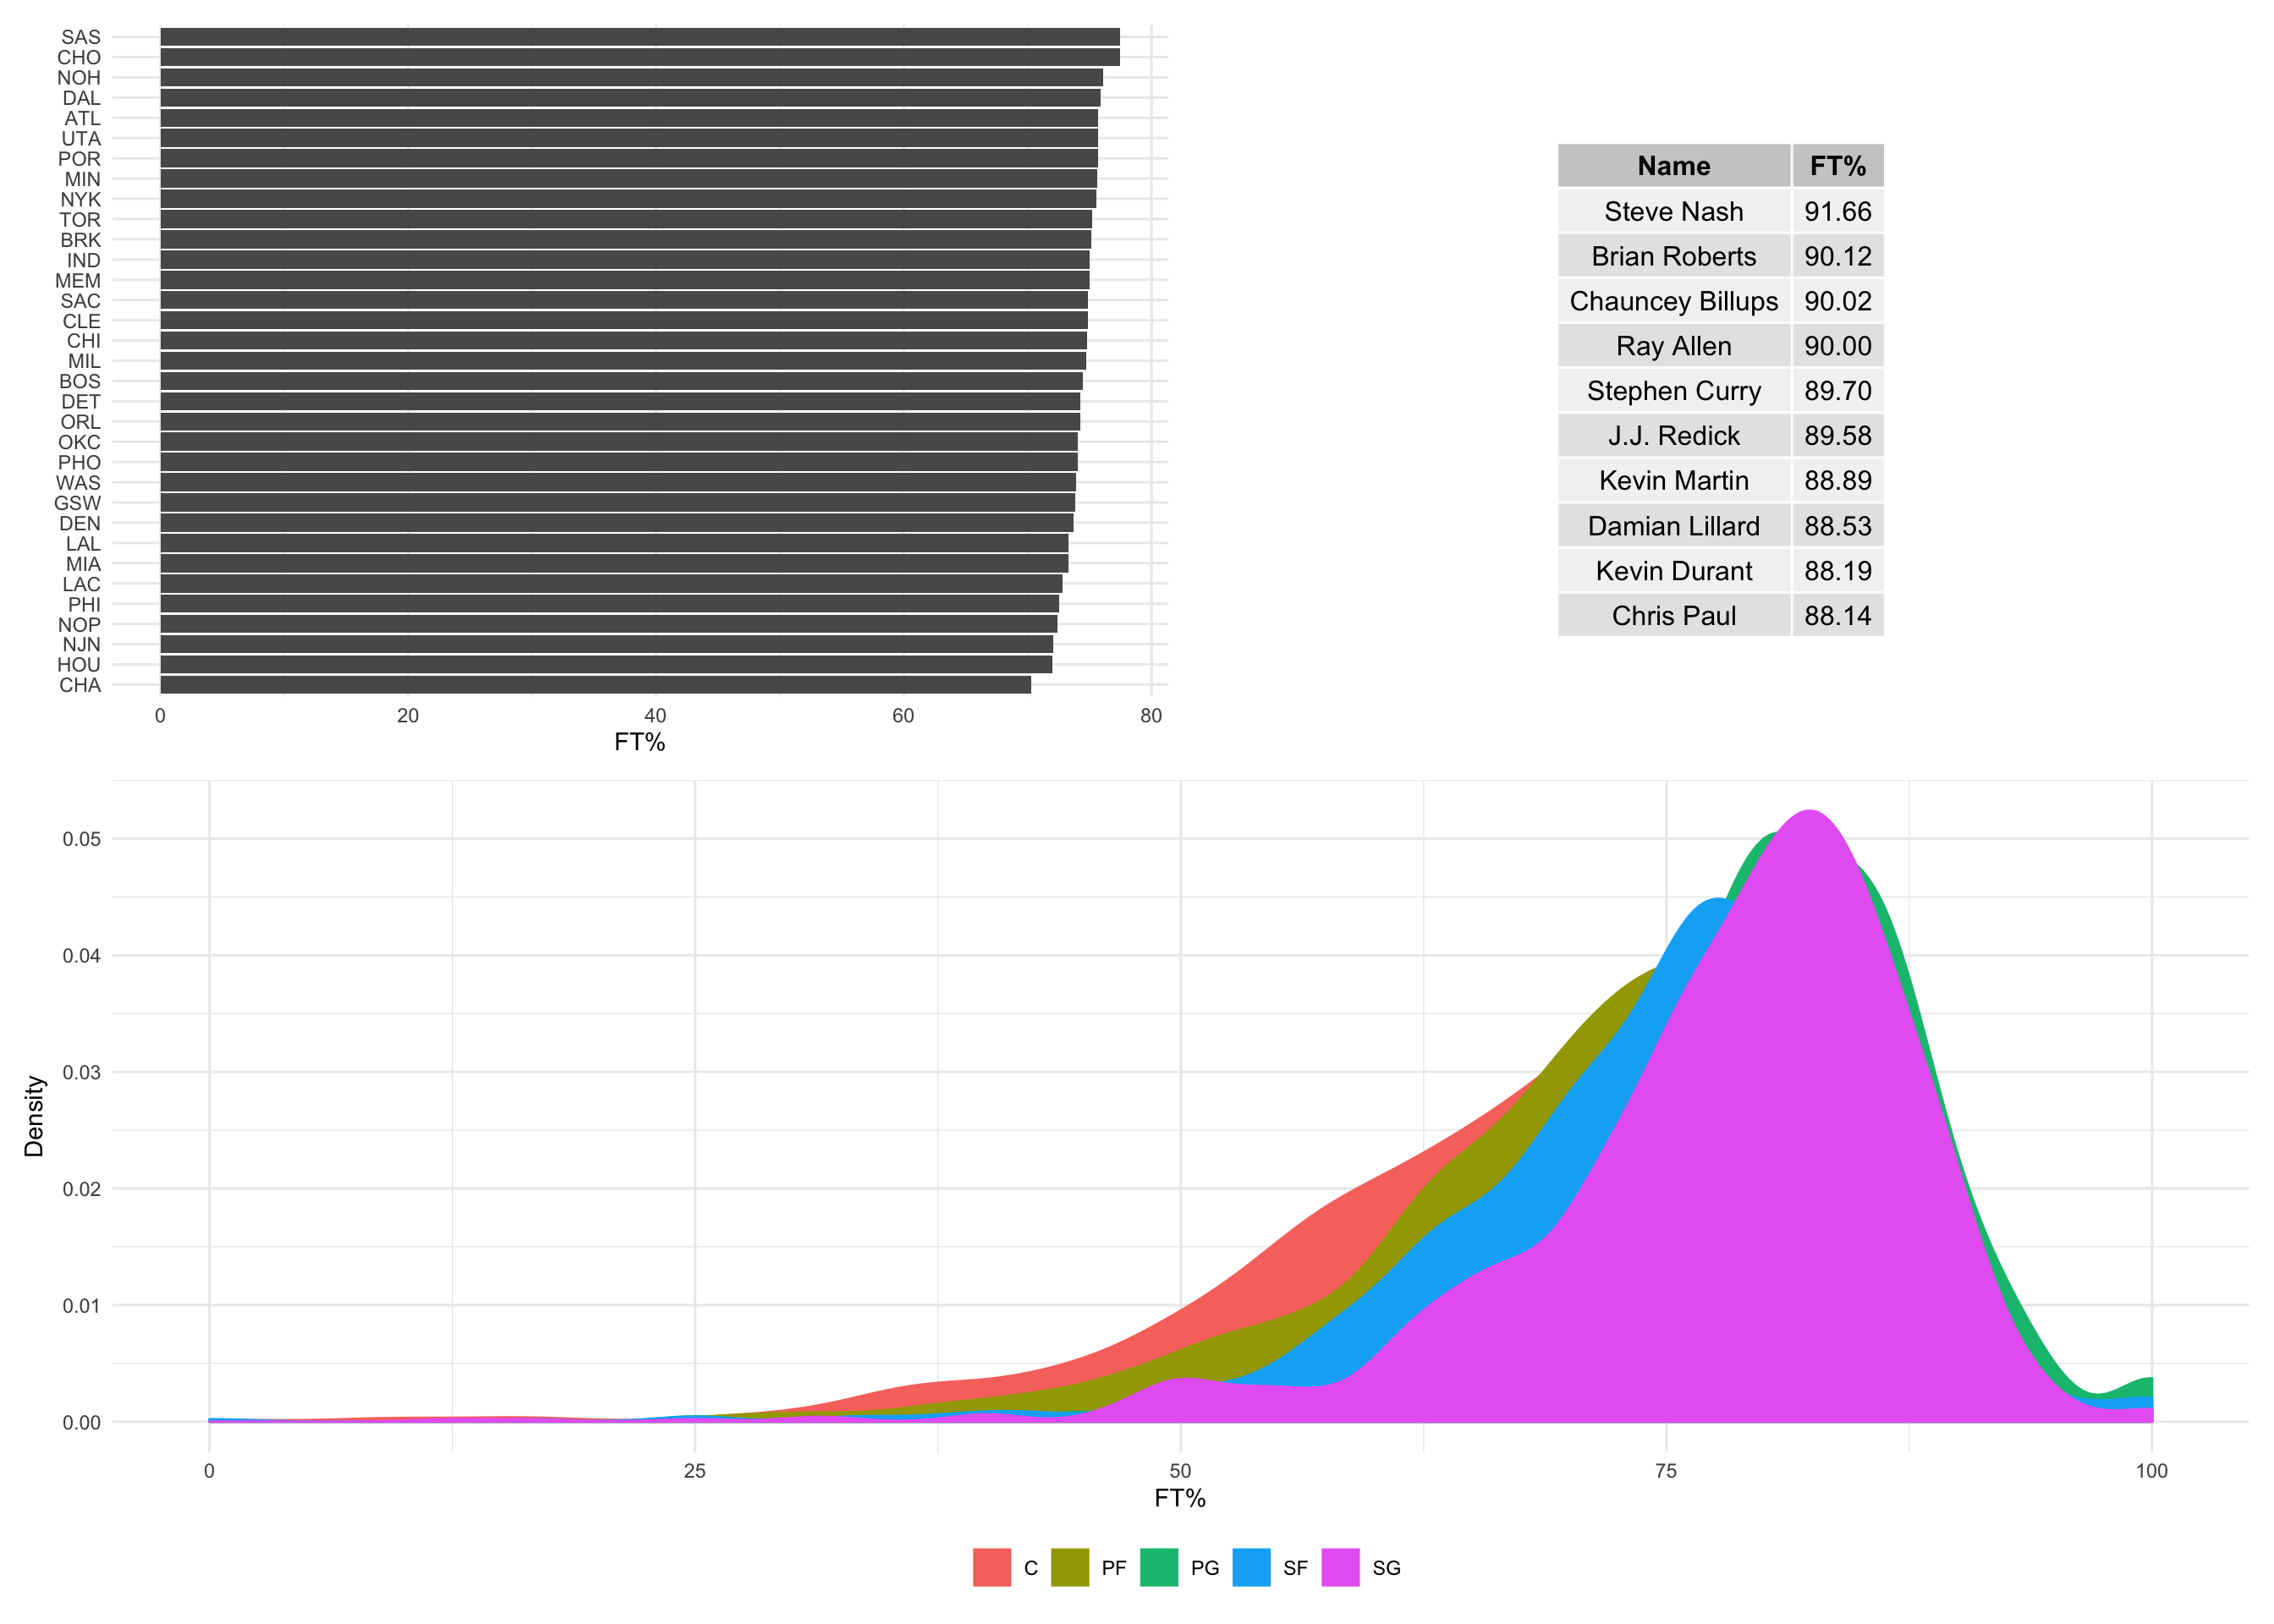 SAS
CHO
NOH
DAL
ATL
UTA
POR
MIN
NYK
TOR
BRK
IND
MEM
SAC
CLE
CHI
MIL
BOS
DET
ORL
OKC
PHO
WAS
GSW
DEN
LAL
MIA
LAC
PHI
NOP
NJN
HOU
CHA
0 20 40 60 80
FT%
Name FT%
Steve Nash 91.66
Brian Roberts 90.12
Chauncey Billups 90.02
Ray Allen 90.00
Stephen Curry 89.70
J.J. Redick 89.58
Kevin Martin 88.89
Damian Lillard 88.53
Kevin Durant 88.19
Chris Paul 88.14
Density
0.05
0.04
0.03
0.02
0.01
0.00
0 25 50 75 100
FT%
C PF PG SF SG